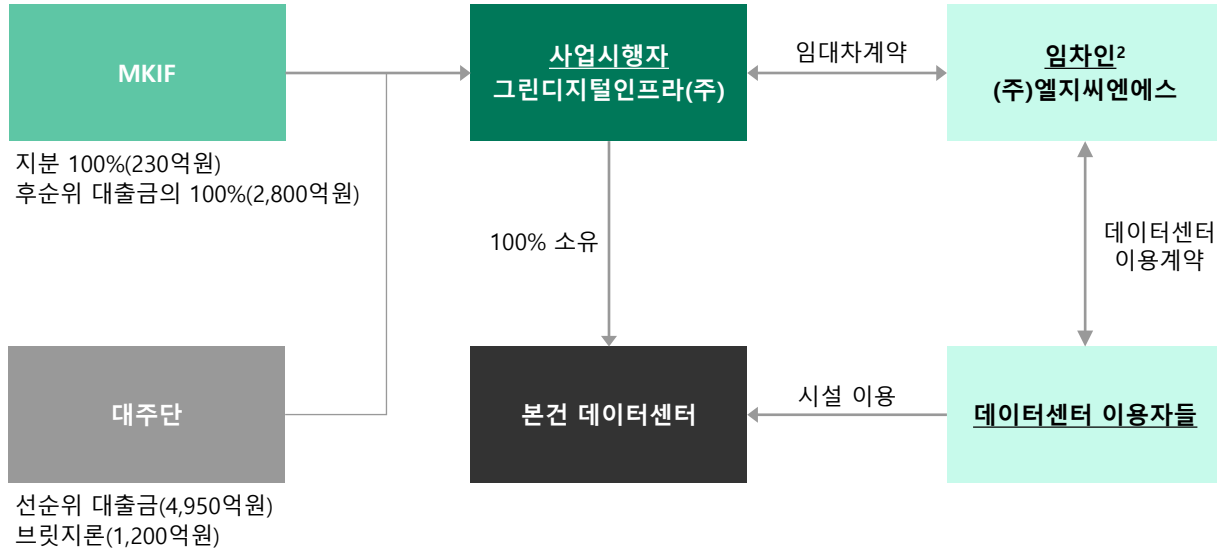 MKIF
지분 100%(230억원)
후순위 대출금의 100%(2,800억원)
사업시행자
그린디지털인프라(주)
임대차계약
임차인²
(주)엘지씨엔에스
100% 소유
데이터센터
이용계약
대주단
선순위 대출금(4,950억원)
브릿지론(1,200억원)
본건 데이터센터
시설 이용
데이터센터 이용자들